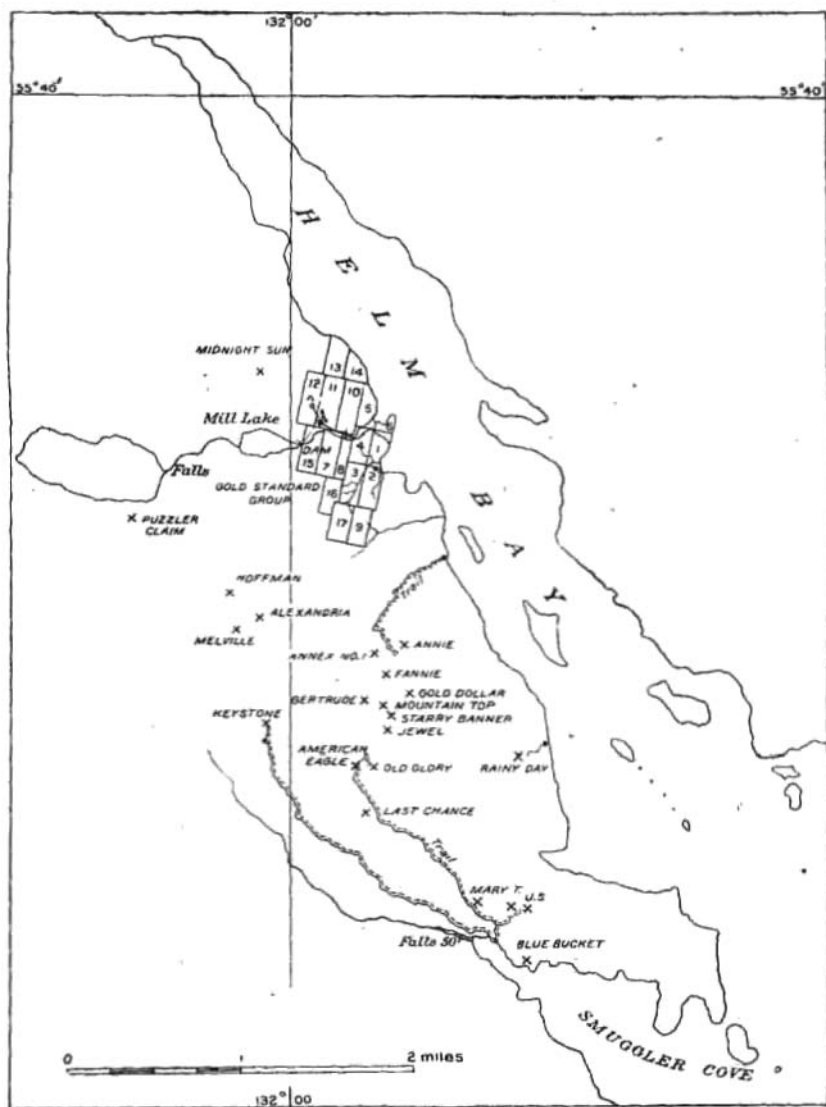 132°00'
55°40'
55°40'
HELM
BAY
MIDNIGHT SUN
13
14
12
11
10
5
Mill Lake
4
1
DAM
15
7
8
3
2
Falls
GOLD STANDARD
GROUP
16
17
9
PUZZLER
CLAIM
Trail
HOFFMAN
ALEXANDRIA
MELVILLE
ANNIE
ANNEX NO.1
FANNIE
GOLD DOLLAR
GERTRUDE
MOUNTAIN TOP
KEYSTONE
STARRY BANNER
JEWEL
AMERICAN
EAGLE
OLD GLORY
RAINY DAY
LAST CHANCE
Trail
MARY T.
U.S
Falls 50'
BLUE BUCKET
SMUGGLER COVE
0
1
2 miles
132°00